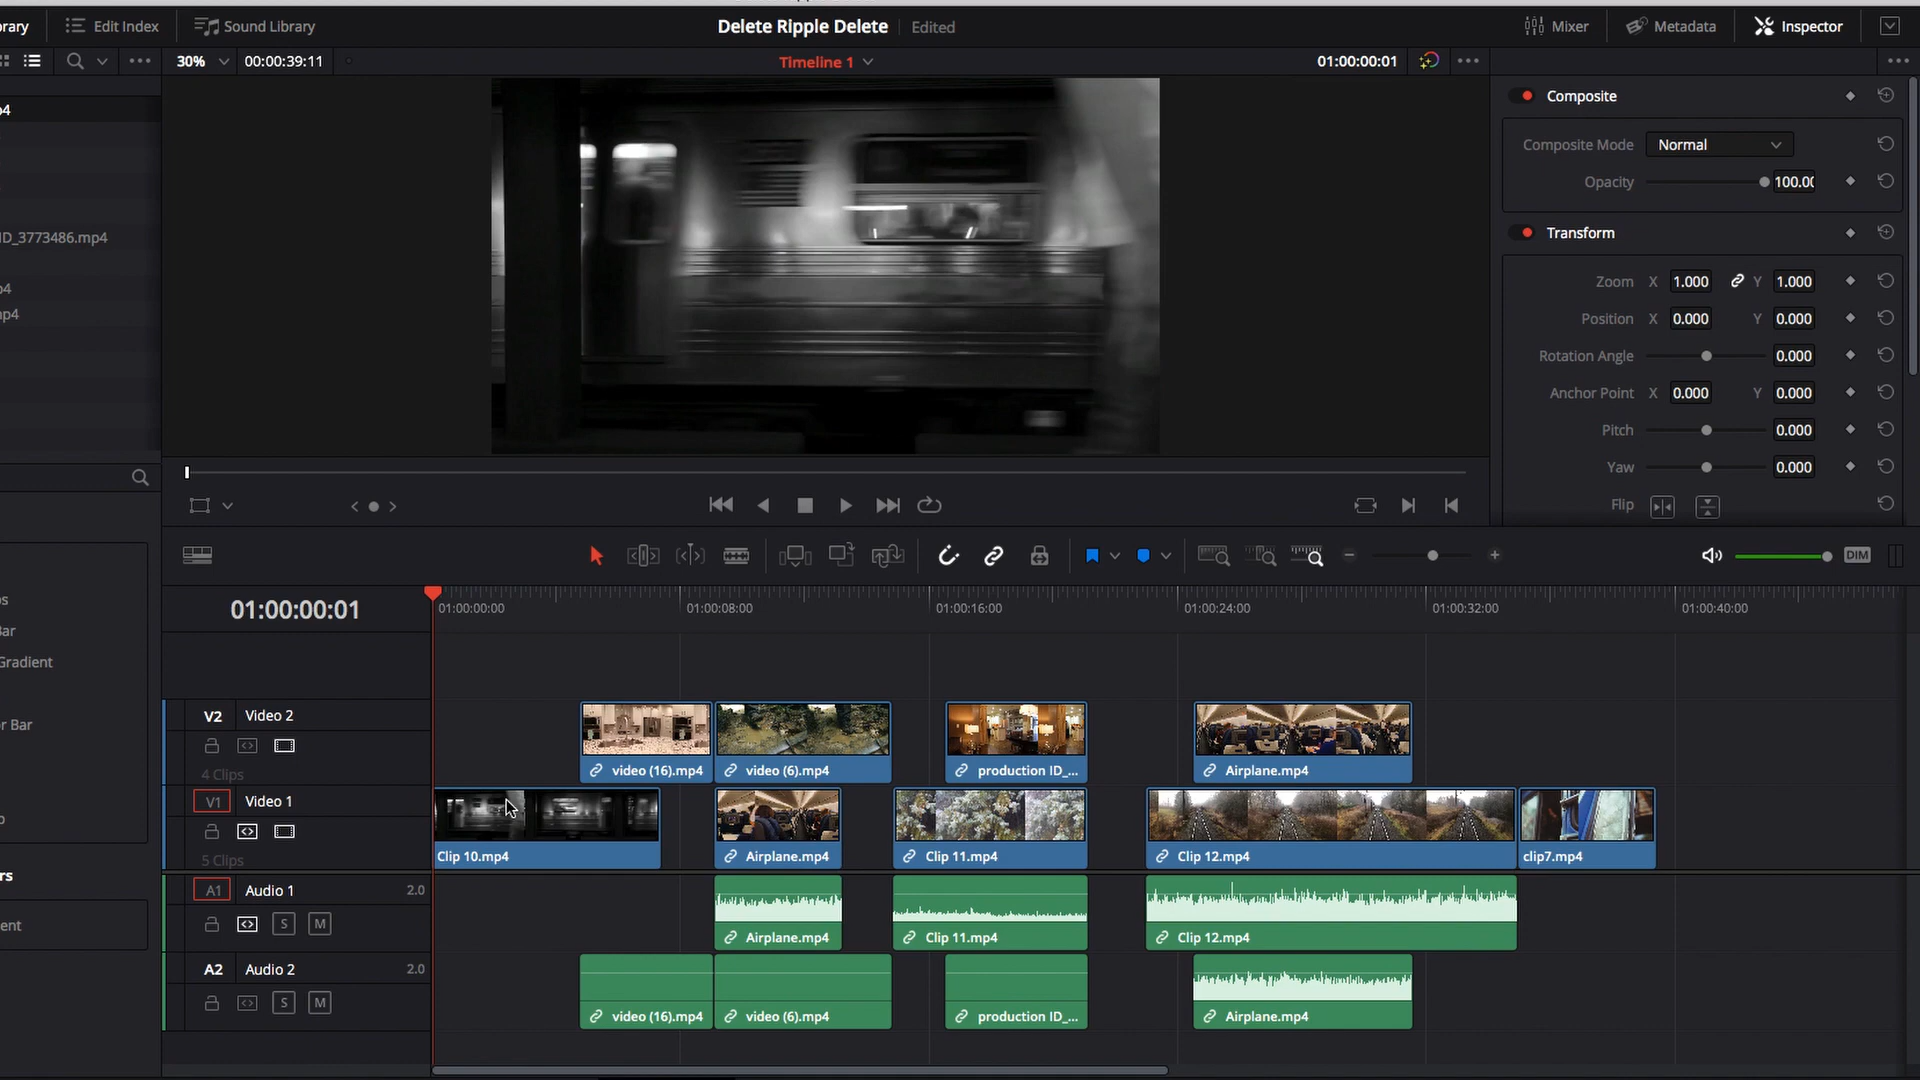 rary
Edit Index
Sound Library
Delete Ripple Delete
Edited
Mixer
Metadata
Inspector
30%
00:00:39:11
Timeline 1
01:00:00:01
p4
ID_3773486.mp4
p4
mp4
Composite
Composite Mode
Normal
Opacity
100.00
Transform
Zoom X 1.000 Y 1.000
Position X 0.000 Y 0.000
Rotation Angle 0.000
Anchor Point X 0.000 Y 0.000
Pitch 0.000
Yaw 0.000
Flip
DIM
01:00:00:01
01:00:00:00
01:00:08:00
01:00:16:00
01:00:24:00
01:00:32:00
01:00:40:00
s
Bar
Gradient
or Bar
p
rs
ent
V2 Video 2
4 Clips
video (16).mp4
video (6).mp4
production ID_...
Airplane.mp4
V1 Video 1
5 Clips
Clip 10.mp4
Airplane.mp4
Clip 11.mp4
Clip 12.mp4
clip7.mp4
A1 Audio 1 2.0
S M
Airplane.mp4
Clip 11.mp4
Clip 12.mp4
A2 Audio 2 2.0
S M
video (16).mp4
video (6).mp4
production ID_...
Airplane.mp4